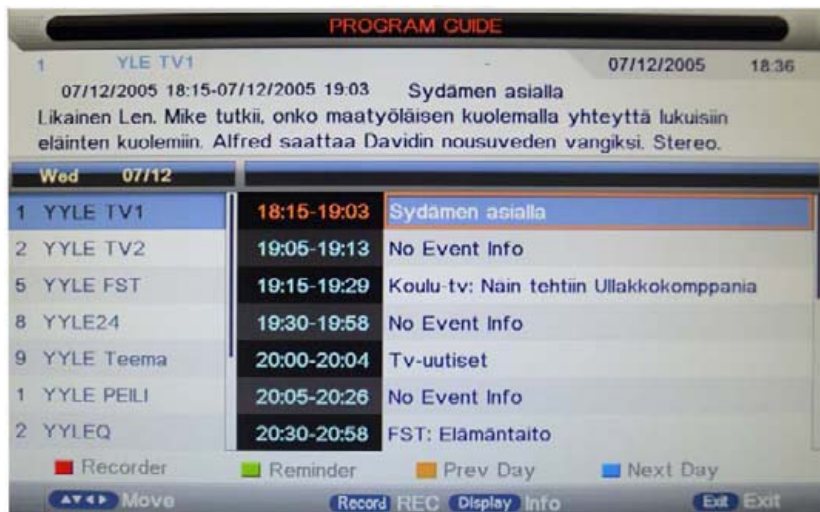 PROGRAM GUIDE
1 YLE TV1 - 07/12/2005 18:36
07/12/2005 18:15-07/12/2005 19:03 Sydämen asialla
Likainen Len. Mike tutkii, onko maatyöläisen kuolemalla yhteyttä lukuisiin
eläinten kuolemiin. Alfred saattaa Davidin nousuveden vangiksi. Stereo.
Wed 07/12
1 YYLE TV1 18:15-19:03 Sydämen asialla
2 YYLE TV2 19:05-19:13 No Event Info
5 YYLE FST 19:15-19:29 Koulu-tv: Näin tehtiin Ullakkokomppania
8 YYLE24 19:30-19:58 No Event Info
9 YYLE Teema 20:00-20:04 Tv-uutiset
1 YYLE PEILI 20:05-20:26 No Event Info
2 YYLEQ 20:30-20:58 FST: Elämäntaito
Recorder Reminder Prev Day Next Day
▲▼◀▶ Move Record REC Display Info Exit Exit